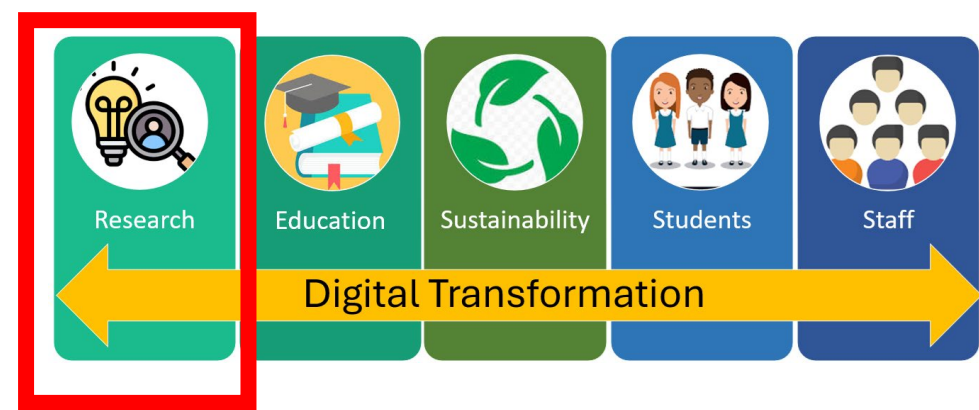 Research
Education
Sustainability
Students
Staff
Digital Transformation